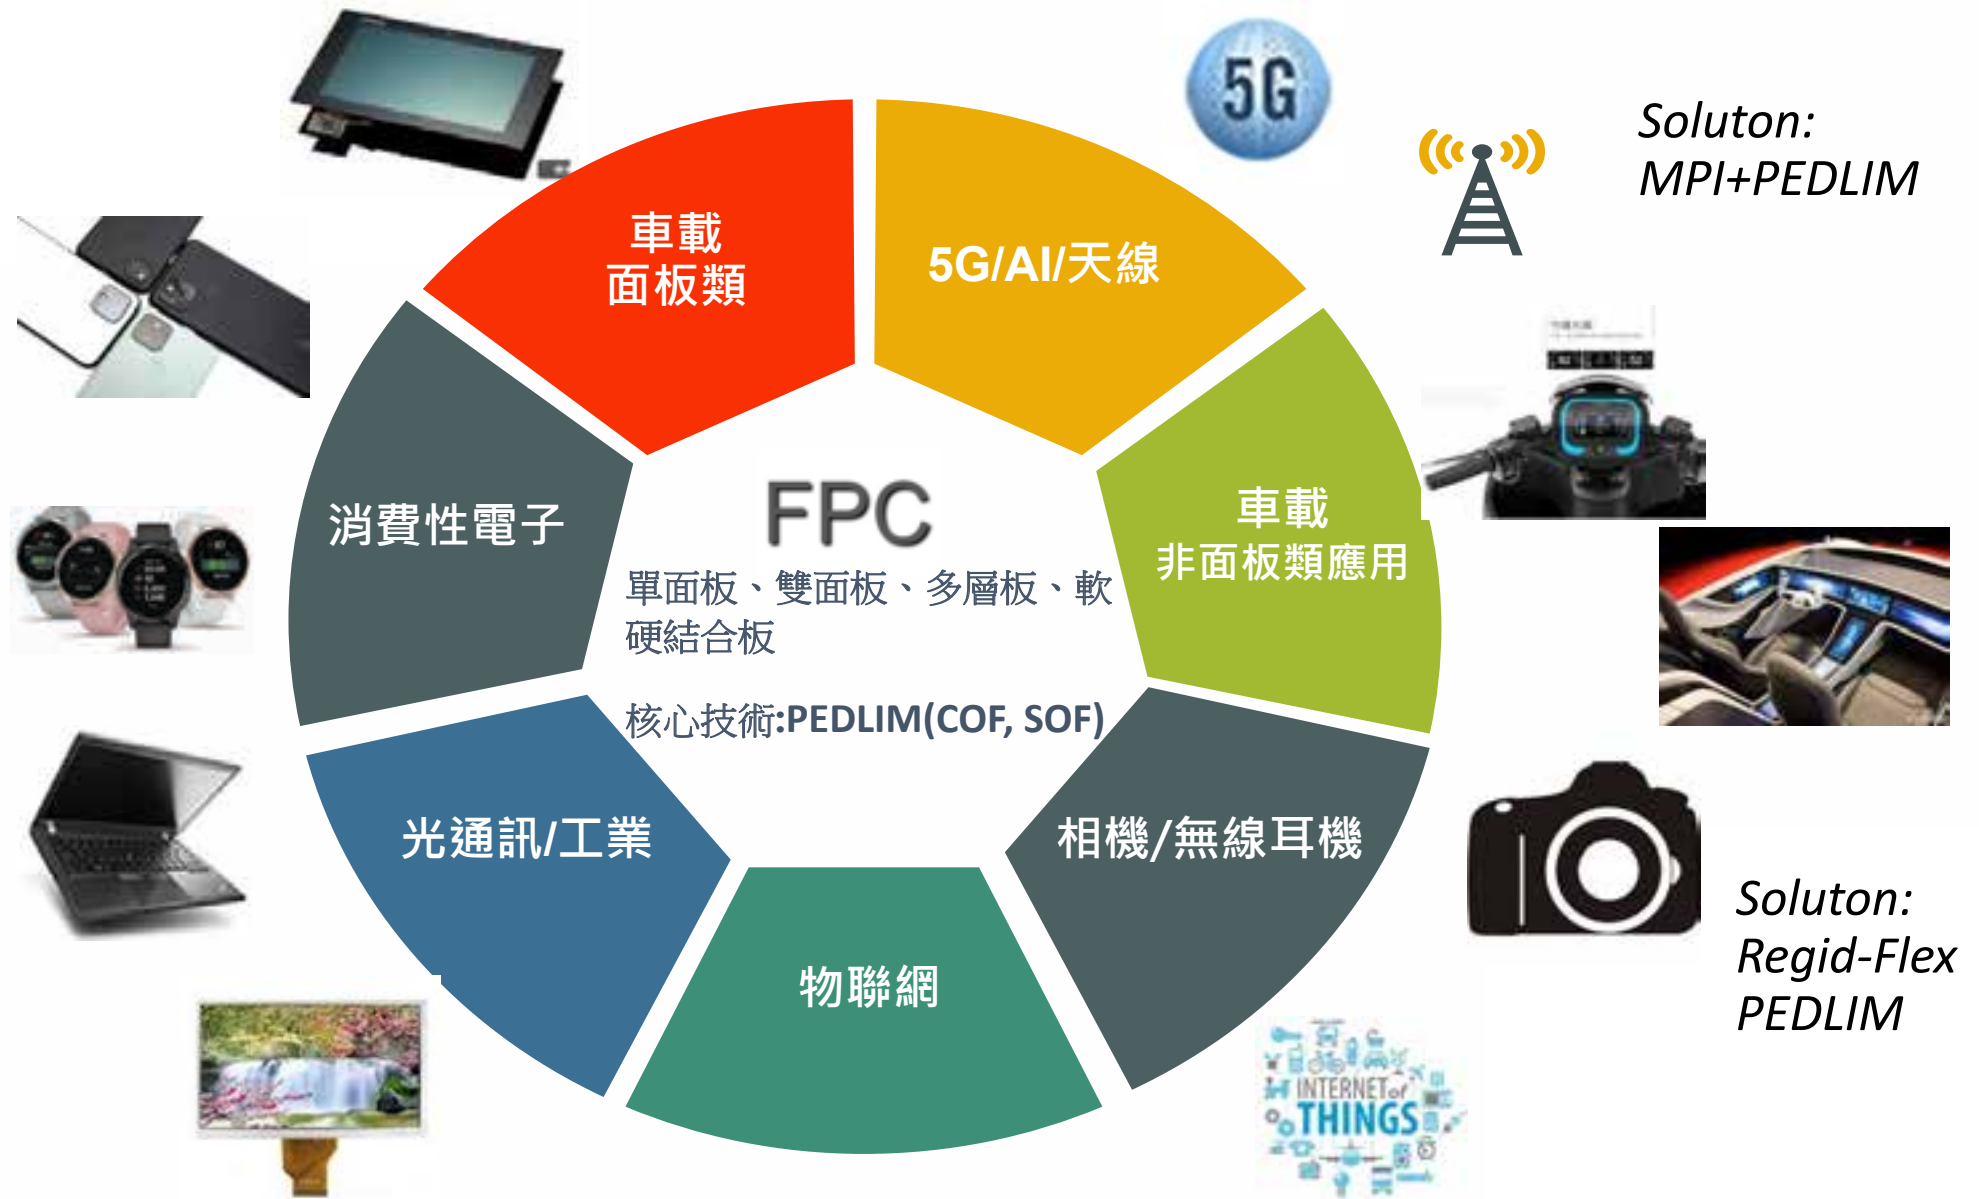 5G
Soluton:
MPI+PEDLIM
車載
面板類
5G/AI/天線
消費性電子
車載
非面板類應用
FPC
單面板、雙面板、多層板、軟
硬結合板
核心技術:PEDLIM(COF, SOF)
光通訊/工業
相機/無線耳機
物聯網
Soluton:
Regid-Flex
PEDLIM
INTERNET of
THINGS